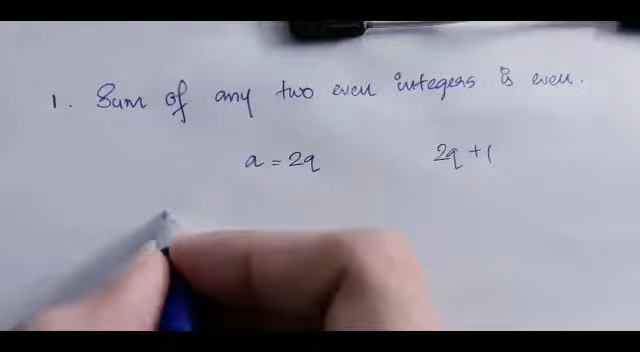 1. Sum of any two even integers is even.
a = 2q 2q + 1